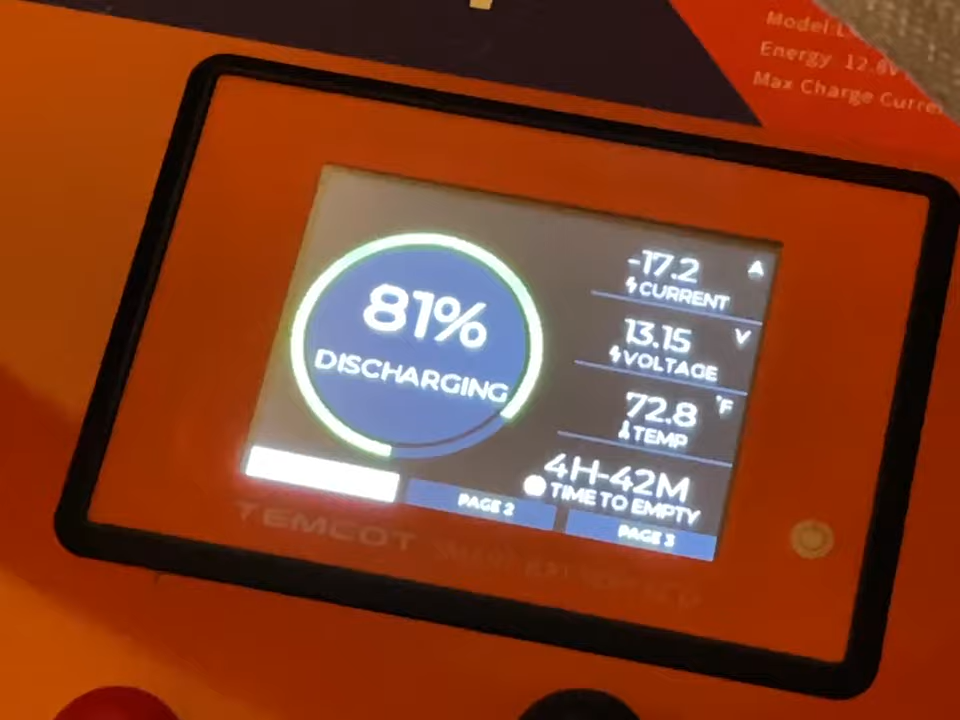 Model
Energy 12.8V
Max Charge Curre
81%
DISCHARGING
-17.2 A
CURRENT
13.15 V
VOLTAGE
72.8 °F
TEMP
4H-42M
TIME TO EMPTY
PAGE 2
PAGE 3
TEMCOT